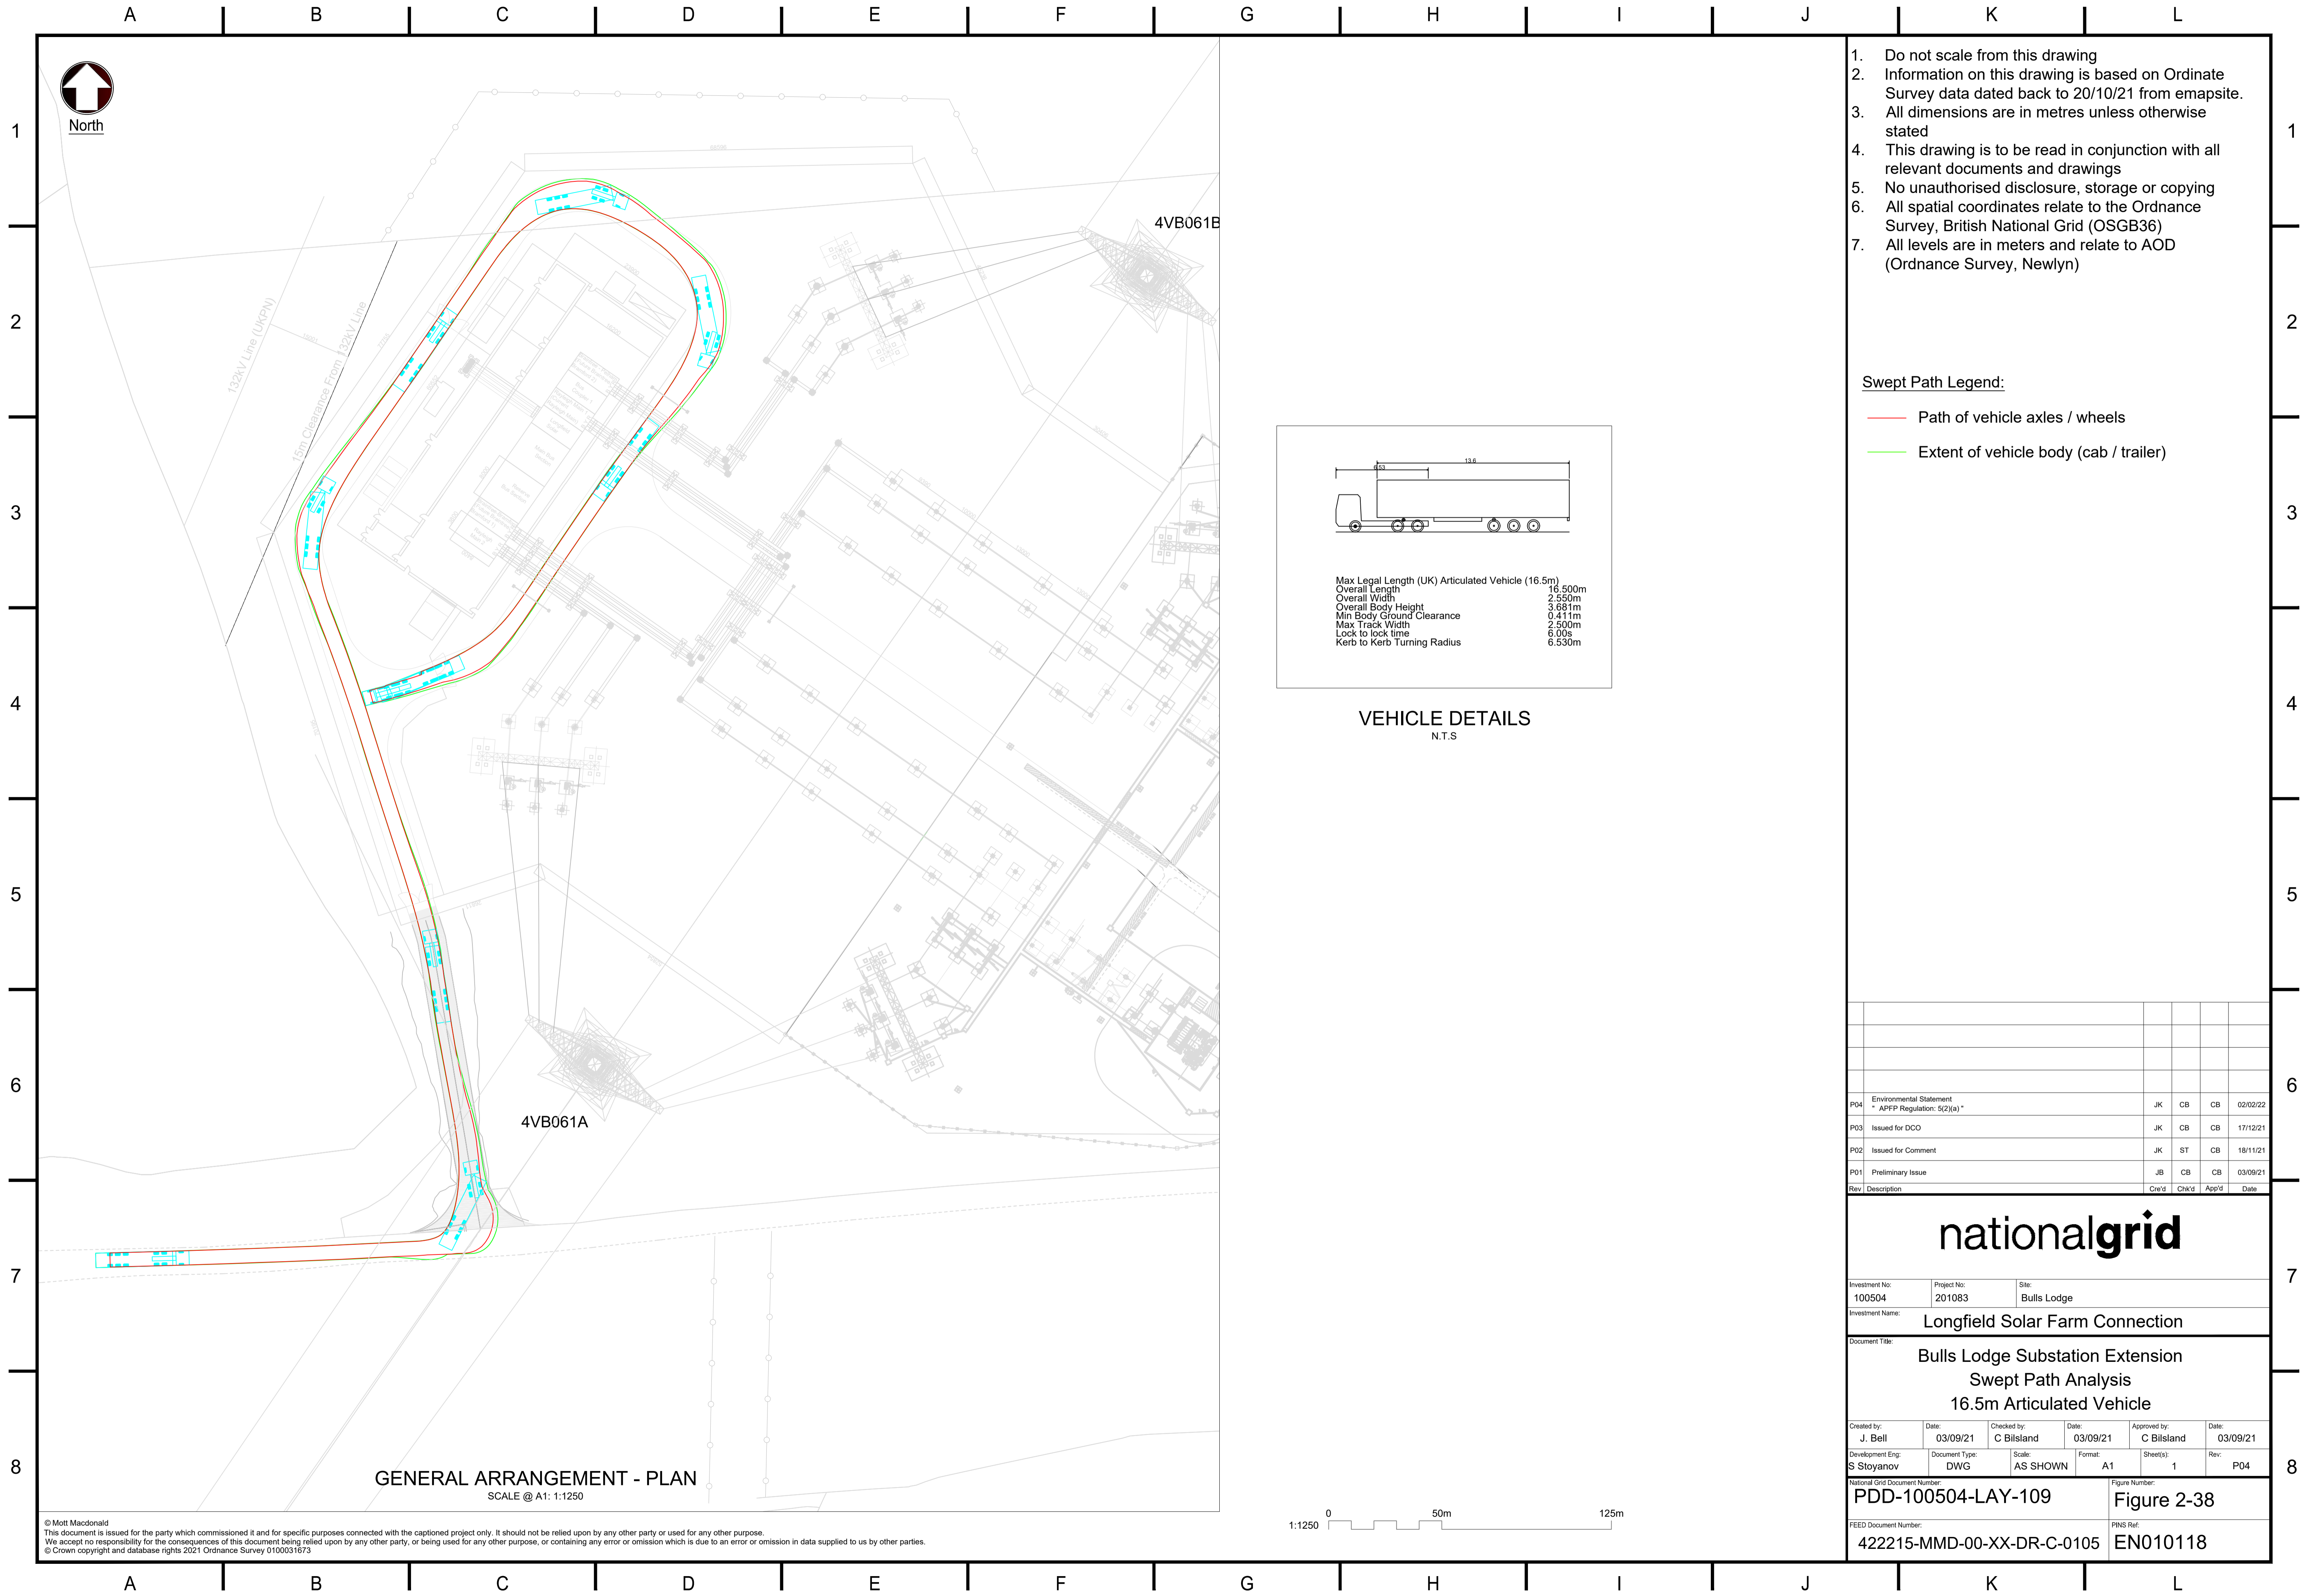 A B C D E F G H I J K L
1
2
3
4
5
6
7
8
North
132kV Line (UKPN)
15m Clearance From 132kV Line
4VB061B
4VB061A
GENERAL ARRANGEMENT - PLAN
SCALE @ A1: 1:1250
© Mott Macdonald
This document is issued for the party which commissioned it and for specific purposes connected with the captioned project only. It should not be relied upon by any other party or used for any other purpose.
We accept no responsibility for the consequences of this document being relied upon by any other party, or being used for any other purpose, or containing any error or omission which is due to an error or omission in data supplied to us by other parties.
© Crown copyright and database rights 2021 Ordnance Survey 0100031673
13.6
6.53
Max Legal Length (UK) Articulated Vehicle (16.5m)
Overall Length 16.500m
Overall Width 2.550m
Overall Body Height 3.681m
Min Body Ground Clearance 0.411m
Max Track Width 2.500m
Lock to lock time 6.00s
Kerb to Kerb Turning Radius 6.530m
VEHICLE DETAILS
N.T.S
0 50m 125m
1:1250
1. Do not scale from this drawing
2. Information on this drawing is based on Ordinate
Survey data dated back to 20/10/21 from emapsite.
3. All dimensions are in metres unless otherwise
stated
4. This drawing is to be read in conjunction with all
relevant documents and drawings
5. No unauthorised disclosure, storage or copying
6. All spatial coordinates relate to the Ordnance
Survey, British National Grid (OSGB36)
7. All levels are in meters and relate to AOD
(Ordnance Survey, Newlyn)
Swept Path Legend:
Path of vehicle axles / wheels
Extent of vehicle body (cab / trailer)
P04 Environmental Statement
" APFP Regulation: 5(2)(a) " JK CB CB 02/02/22
P03 Issued for DCO JK CB CB 17/12/21
P02 Issued for Comment JK ST CB 18/11/21
P01 Preliminary Issue JB CB CB 03/09/21
Rev Description Cre'd Chk'd App'd Date
nationalgrid
Investment No: Project No: Site:
100504 201083 Bulls Lodge
Investment Name:
Longfield Solar Farm Connection
Document Title:
Bulls Lodge Substation Extension
Swept Path Analysis
16.5m Articulated Vehicle
Created by: Date: Checked by: Date: Approved by: Date:
J. Bell 03/09/21 C Bilsland 03/09/21 C Bilsland 03/09/21
Development Eng: Document Type: Scale: Format: Sheet(s): Rev:
S Stoyanov DWG AS SHOWN A1 1 P04
National Grid Document Number: Figure Number:
PDD-100504-LAY-109 Figure 2-38
FEED Document Number: PINS Ref:
422215-MMD-00-XX-DR-C-0105 EN010118
1
2
3
4
5
6
7
8
A B C D E F G H I J K L